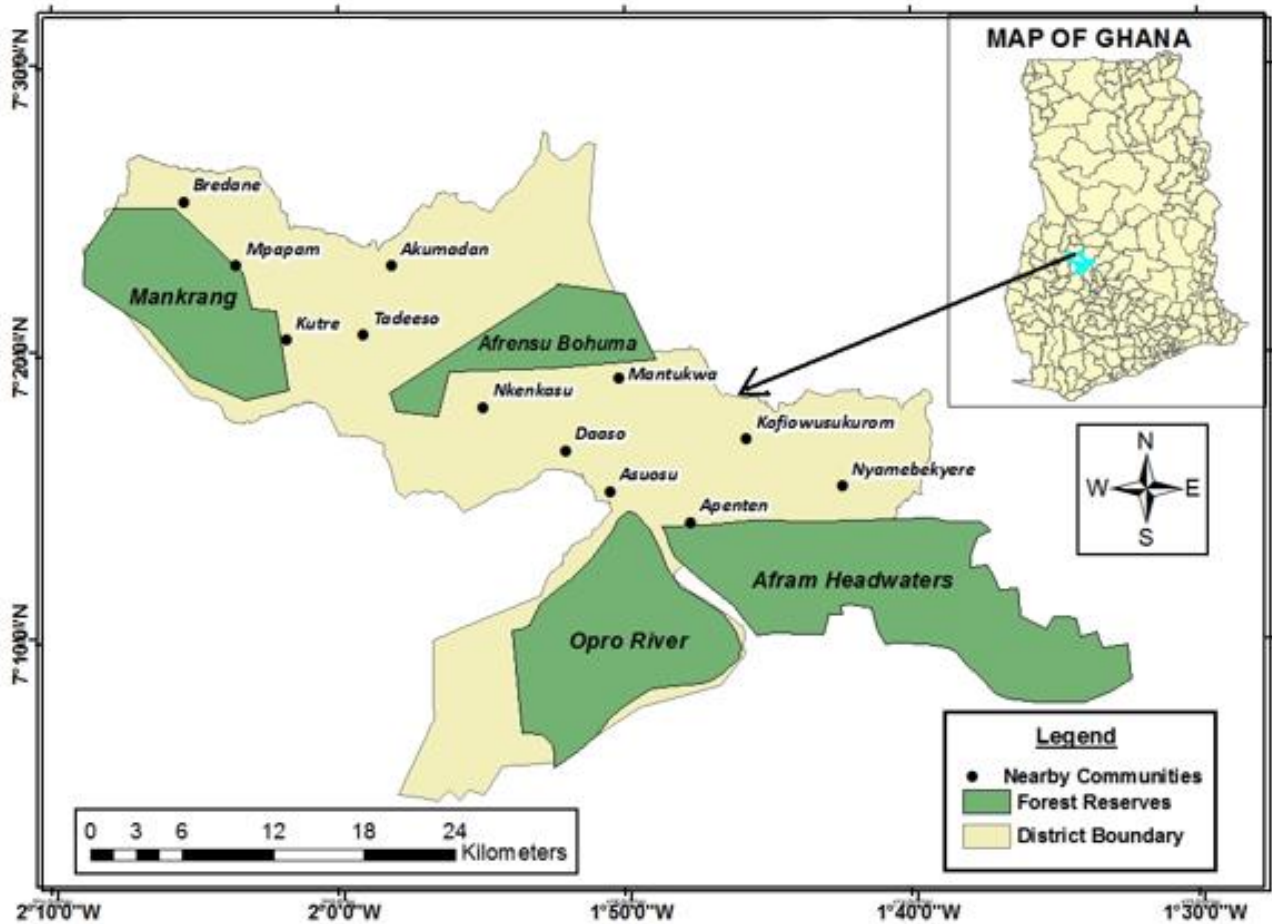 MAP OF GHANA
7°30'0"N
7°20'0"N
7°10'0"N
Bredane
Mpapam
Akumadan
Mankrang
Kutre
Tadeeso
Afrensu Bohuma
Mantukwa
Nkenkasu
Kofiowusukurom
Daaso
Nyamebekyere
Asuosu
Apenten
Afram Headwaters
Opro River
N
W
E
S
Legend
Nearby Communities
Forest Reserves
District Boundary
0 3 6 12 18 24
Kilometers
2°10'0"W 2°0'0"W 1°50'0"W 1°40'0"W 1°30'0"W